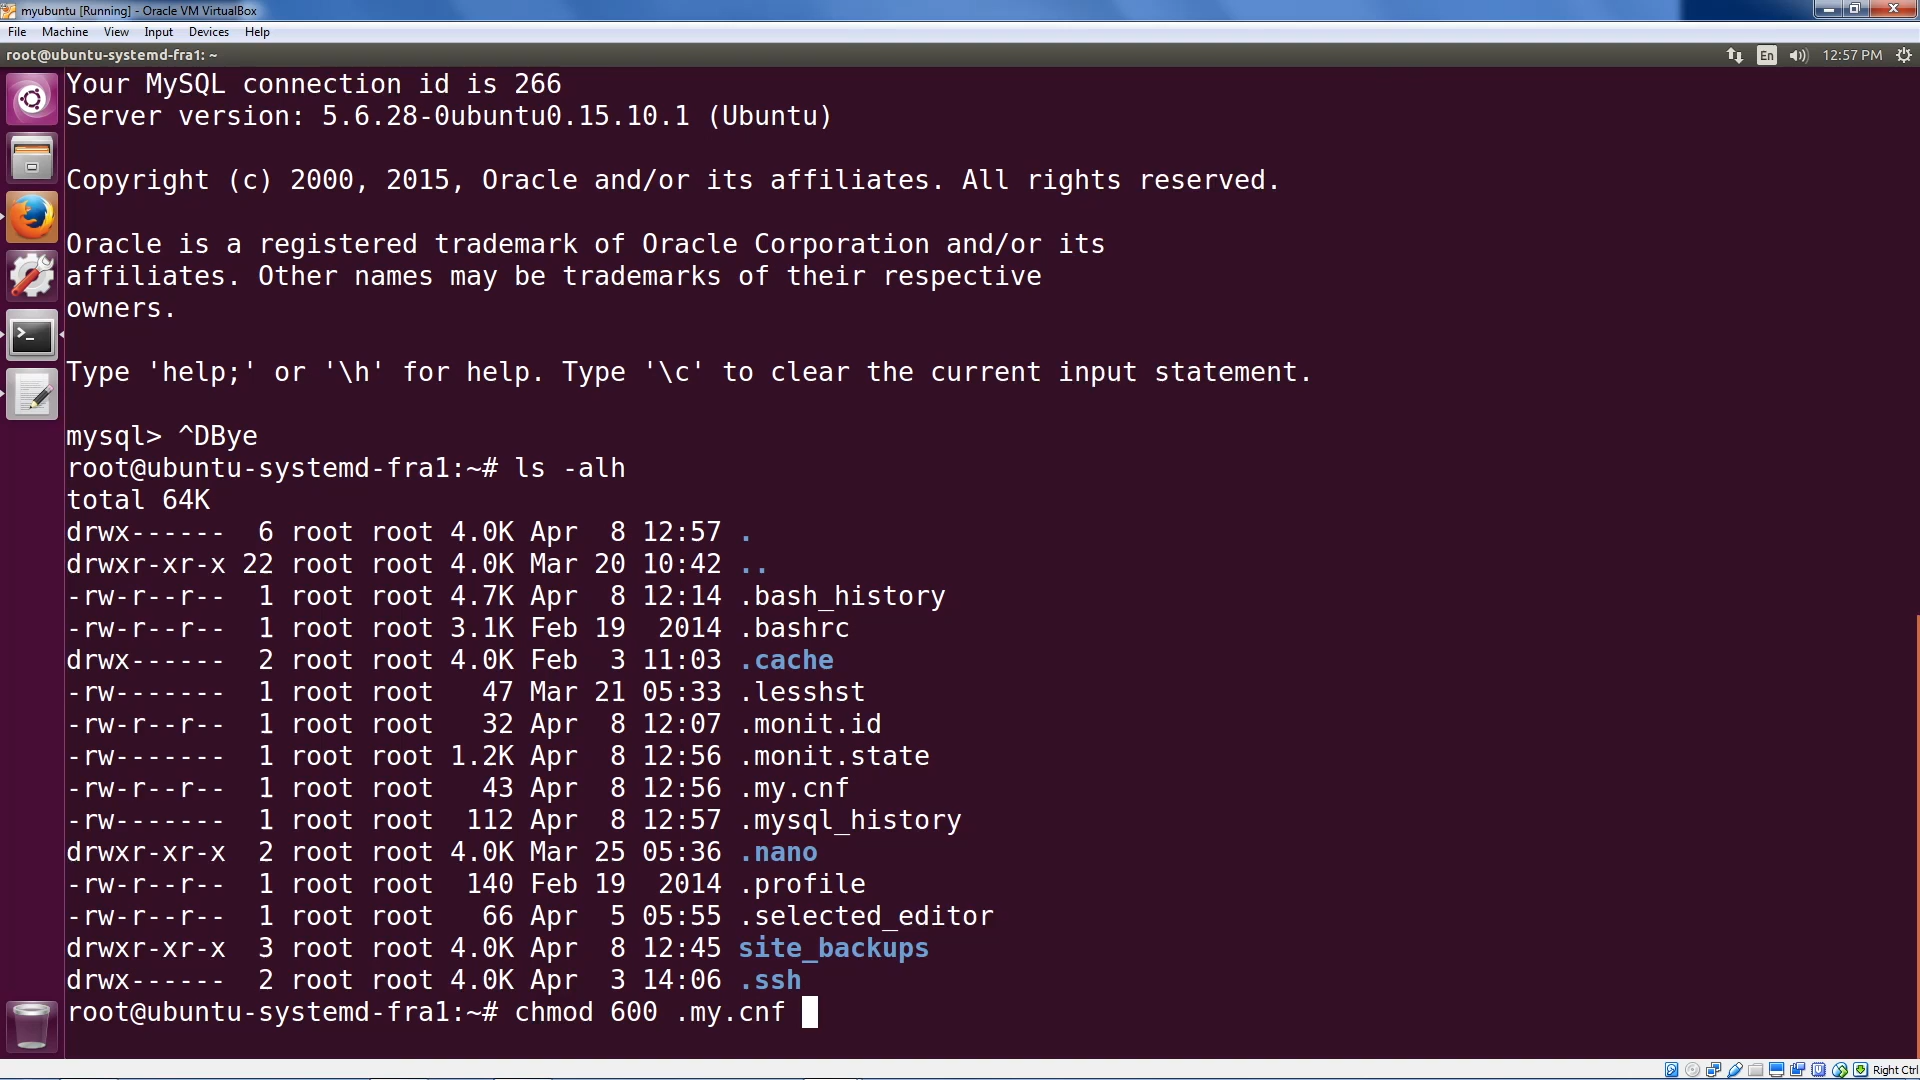 myubuntu [Running] - Oracle VM VirtualBox
File Machine View Input Help
root@ubuntu-systemd-fra1: ~ En 12:57 PM
Your MySQL connection id is 266
Server version: 5.6.28-0ubuntu0.15.10.1 (Ubuntu)
Copyright (c) 2000, 2015, Oracle and/or its affiliates. All rights reserved.
Oracle is a registered trademark of Oracle Corporation and/or its
affiliates. Other names may be trademarks of their respective
owners.
Type 'help;' or '\h' for help. Type '\c' to clear the current input statement.
mysql> ^DBye
root@ubuntu-systemd-fra1:~# ls -alh
total 64K
drwx------  6 root root 4.0K Apr  8 12:57 .
drwxr-xr-x 22 root root 4.0K Mar 20 10:42 ..
-rw-r--r--  1 root root 4.7K Apr  8 12:14 .bash_history
-rw-r--r--  1 root root 3.1K Feb 19  2014 .bashrc
drwx------  2 root root 4.0K Feb  3 11:03 .cache
-rw-------  1 root root   47 Mar 21 05:33 .lesshst
-rw-r--r--  1 root root   32 Apr  8 12:07 .monit.id
-rw-------  1 root root 1.2K Apr  8 12:56 .monit.state
-rw-r--r--  1 root root   43 Apr  8 12:56 .my.cnf
-rw-------  1 root root  112 Apr  8 12:57 .mysql_history
drwxr-xr-x  2 root root 4.0K Mar 25 05:36 .nano
-rw-r--r--  1 root root  140 Feb 19  2014 .profile
-rw-r--r--  1 root root   66 Apr  5 05:55 .selected_editor
drwxr-xr-x  3 root root 4.0K Apr  8 12:45 site_backups
drwx------  2 root root 4.0K Apr  3 14:06 .ssh
root@ubuntu-systemd-fra1:~# chmod 600 .my.cnf
Right Ctrl